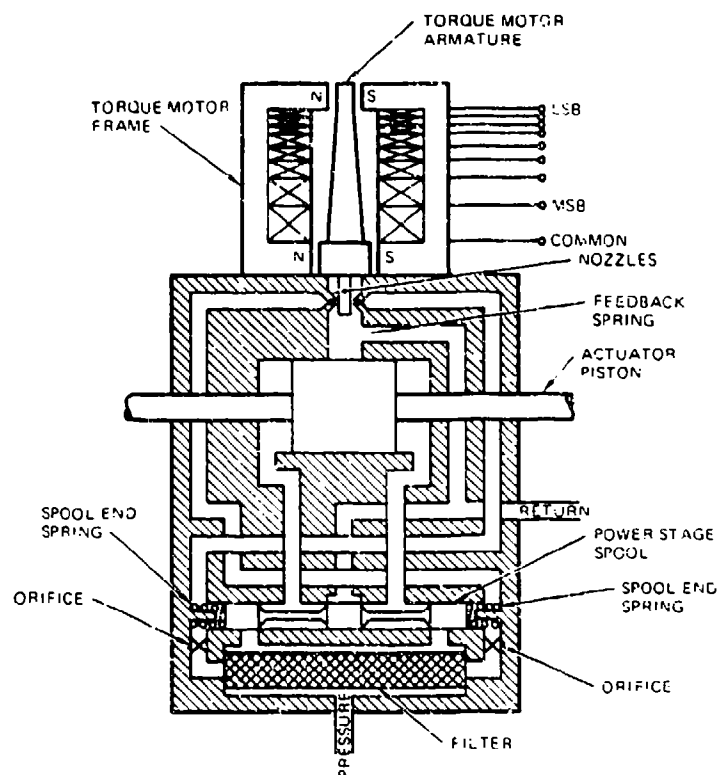 TORQUE MOTOR
ARMATURE
TORQUE MOTOR
FRAME
N
S
LSB
MSB
N
S
COMMON
NOZZLES
FEEDBACK
SPRING
ACTUATOR
PISTON
RETURN
SPOOL END
SPRING
POWER STAGE
SPOOL
SPOOL END
SPRING
ORIFICE
ORIFICE
FILTER
PRESSURE